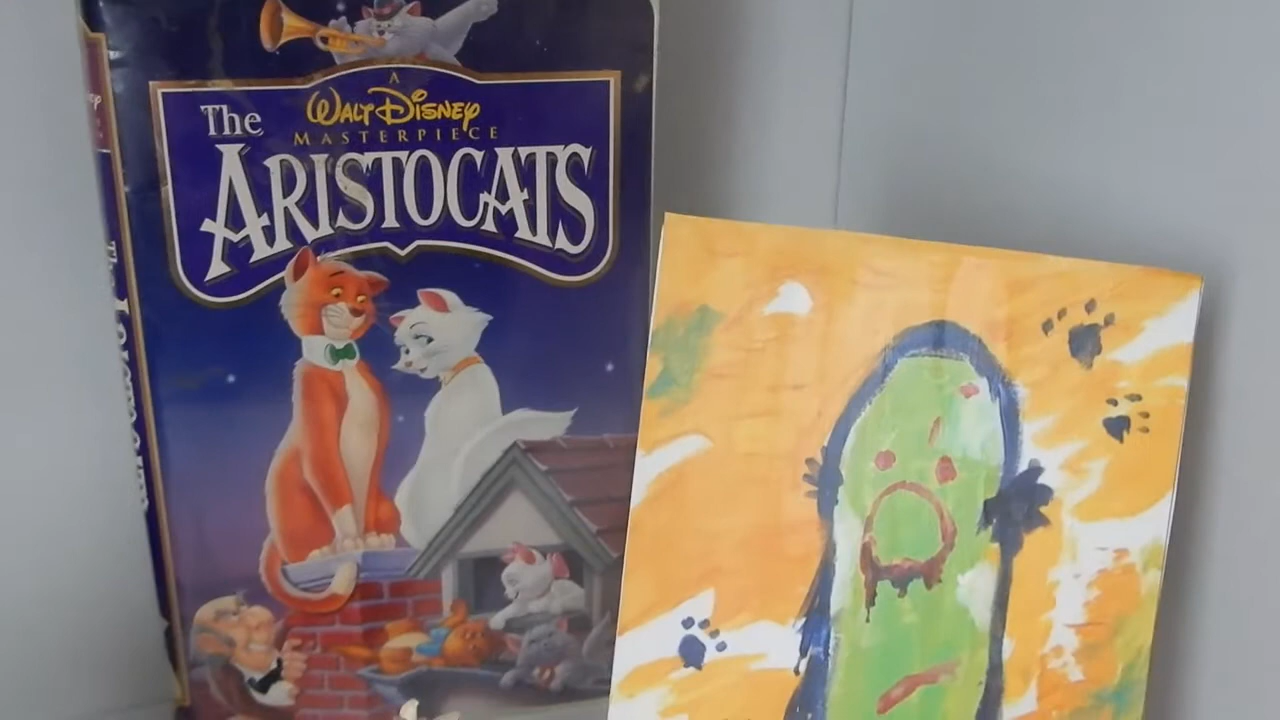 A
WALT DISNEY
MASTERPIECE
The
ARISTOCATS